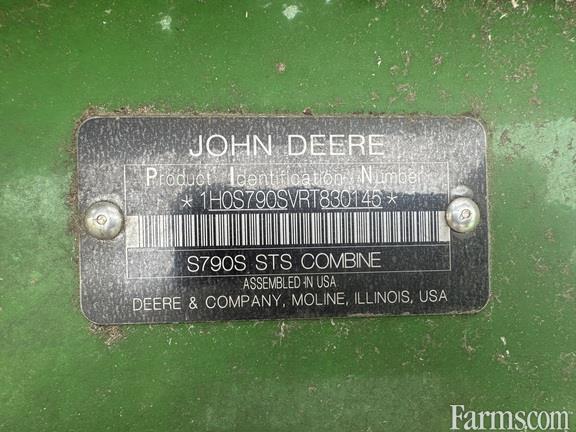 JOHN DEERE
Product Identification Number
* 1H0S790SVRT830145 *
S790S STS COMBINE
ASSEMBLED IN USA
DEERE & COMPANY, MOLINE, ILLINOIS, USA
Farms.com